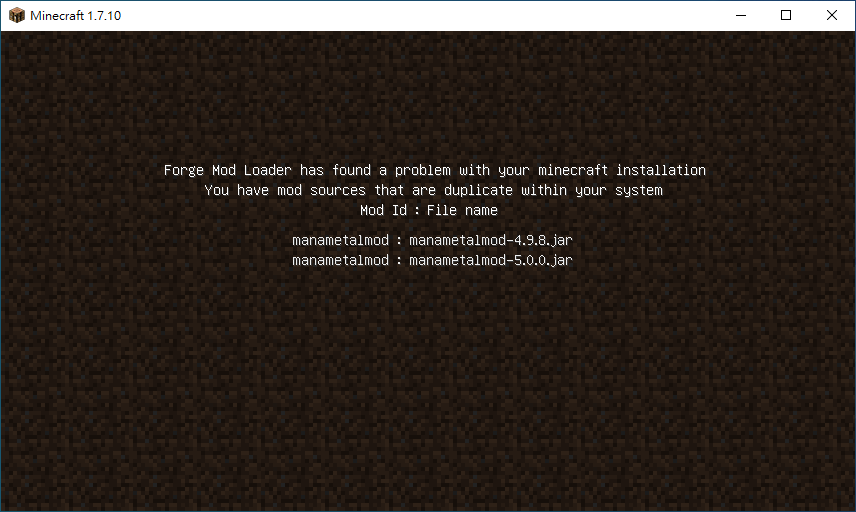 Minecraft 1.7.10
Forge Mod Loader has found a problem with your minecraft installation
You have mod sources that are duplicate within your system
Mod Id : File name
manametalmod : manametalmod-4.9.8.jar
manametalmod : manametalmod-5.0.0.jar